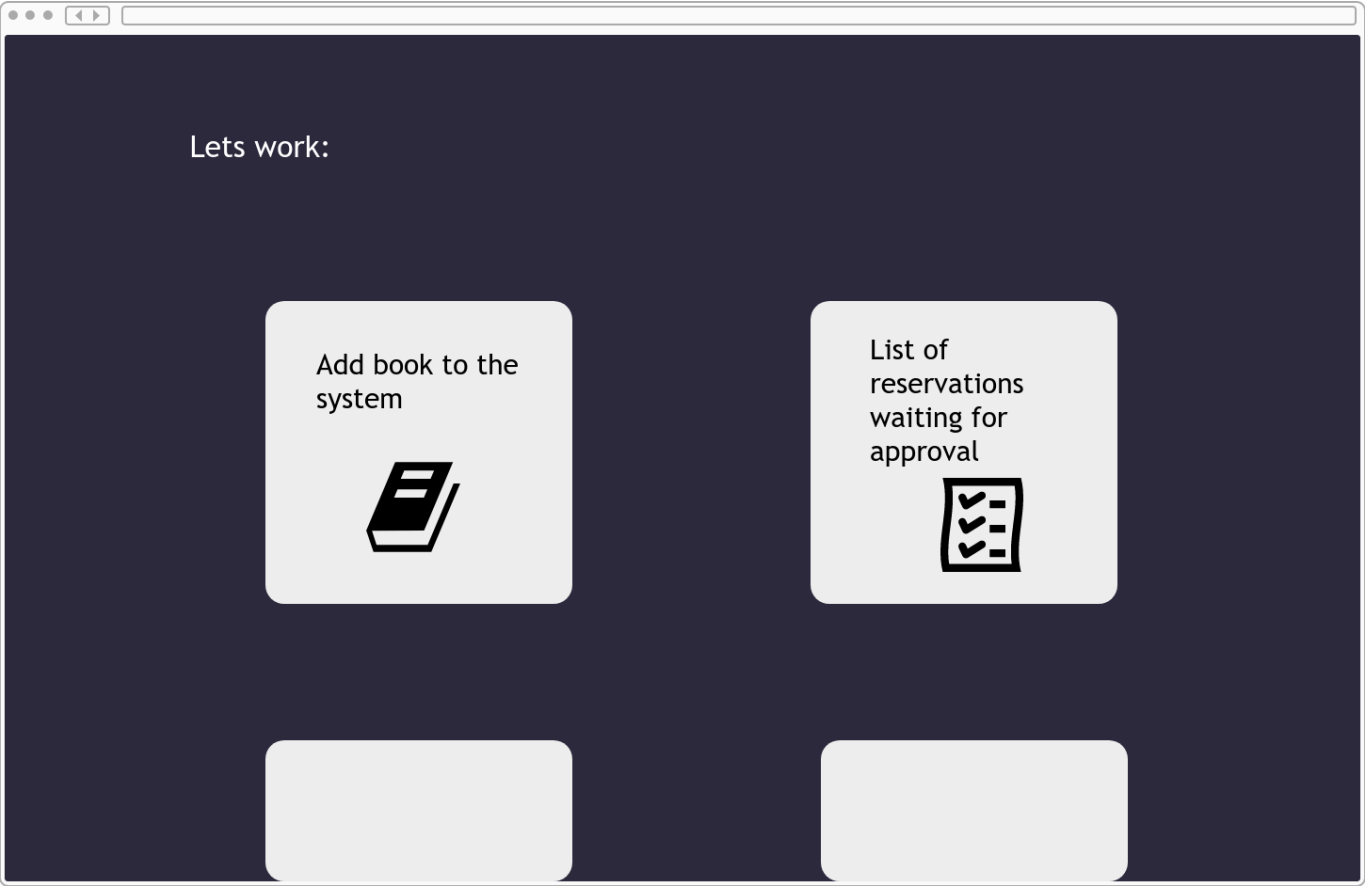 Lets work:
Add book to the
system
List of
reservations
waiting for
approval